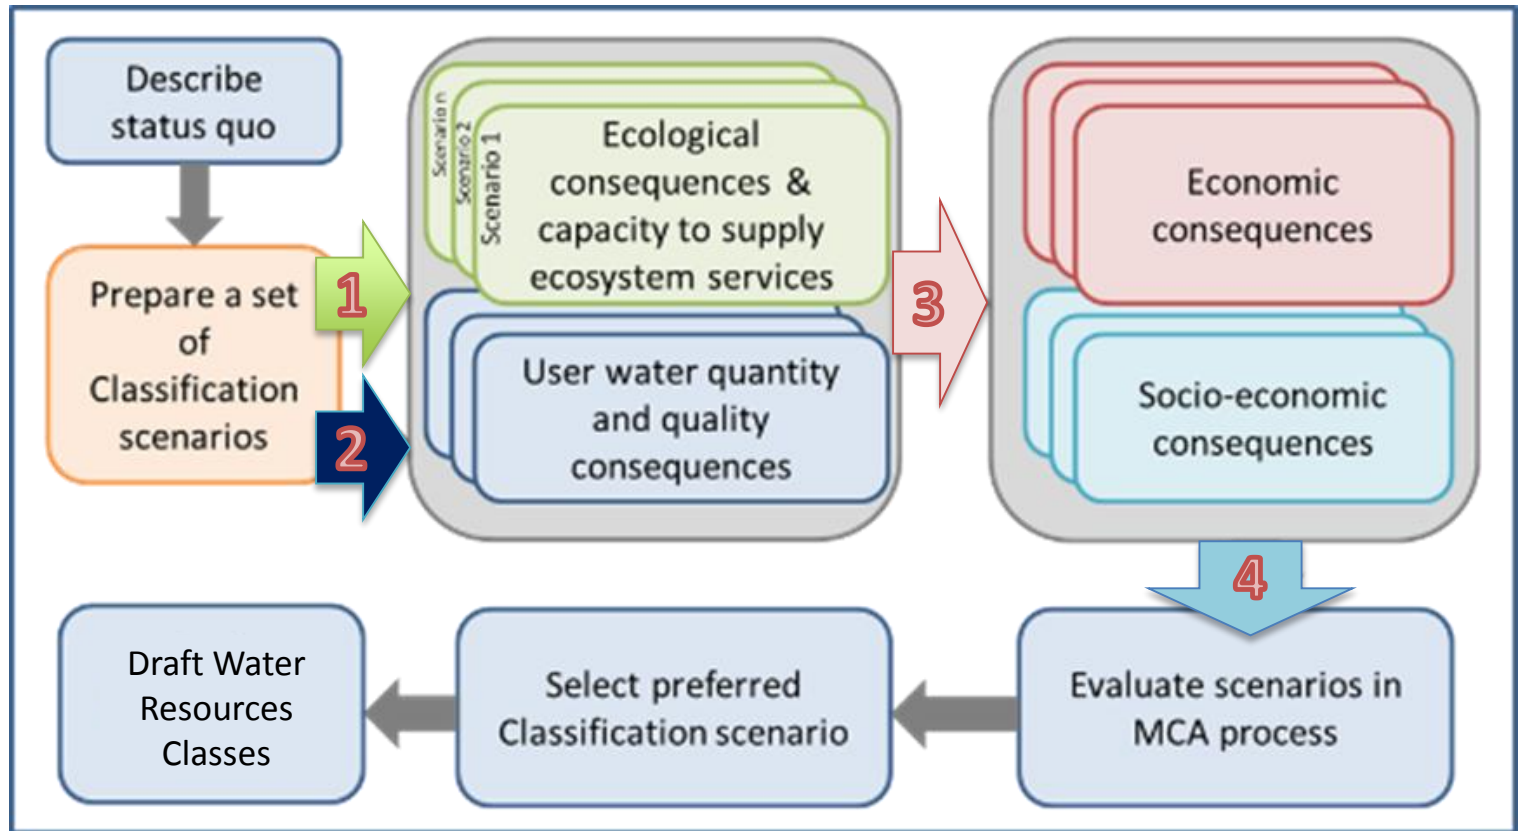 Describe
status quo
Prepare a set
of
Classification
scenarios
1
2
Scenario n
Scenario 2
Scenario 1
Ecological
consequences &
capacity to supply
ecosystem services
User water quantity
and quality
consequences
3
Economic
consequences
Socio-economic
consequences
4
Evaluate scenarios in
MCA process
Select preferred
Classification scenario
Draft Water
Resources
Classes